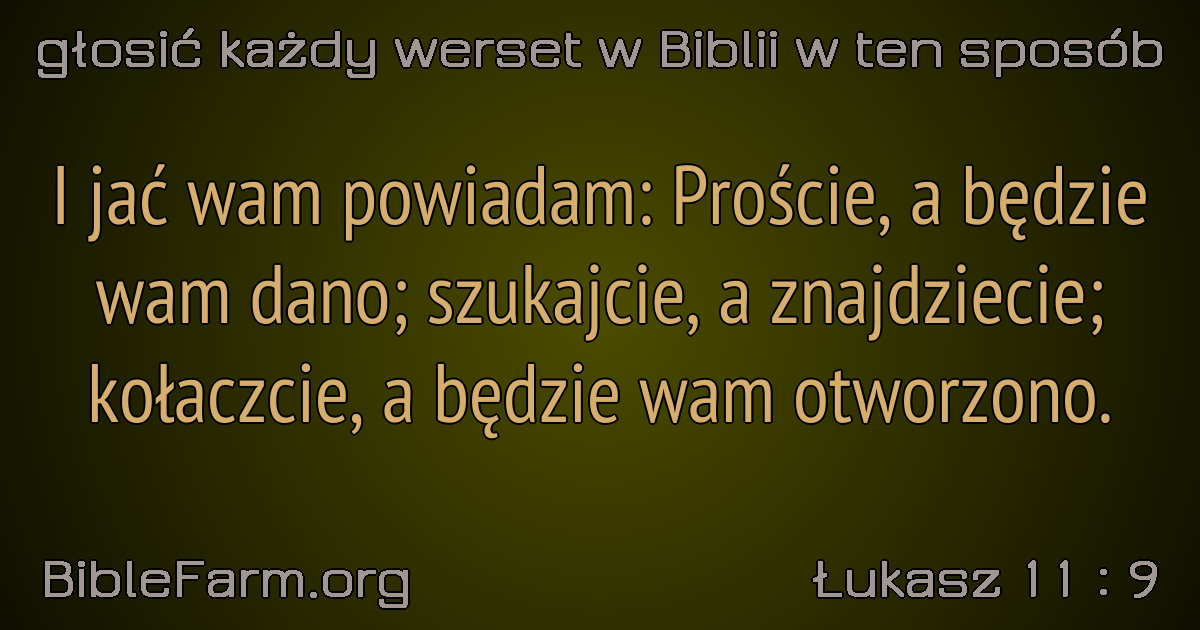 głosić każdy werset w Biblii w ten sposób
I jać wam powiadam: Proście, a będzie
wam dano; szukajcie, a znajdziecie;
kołaczcie, a będzie wam otworzono.
BibleFarm.org
Łukasz 11 : 9